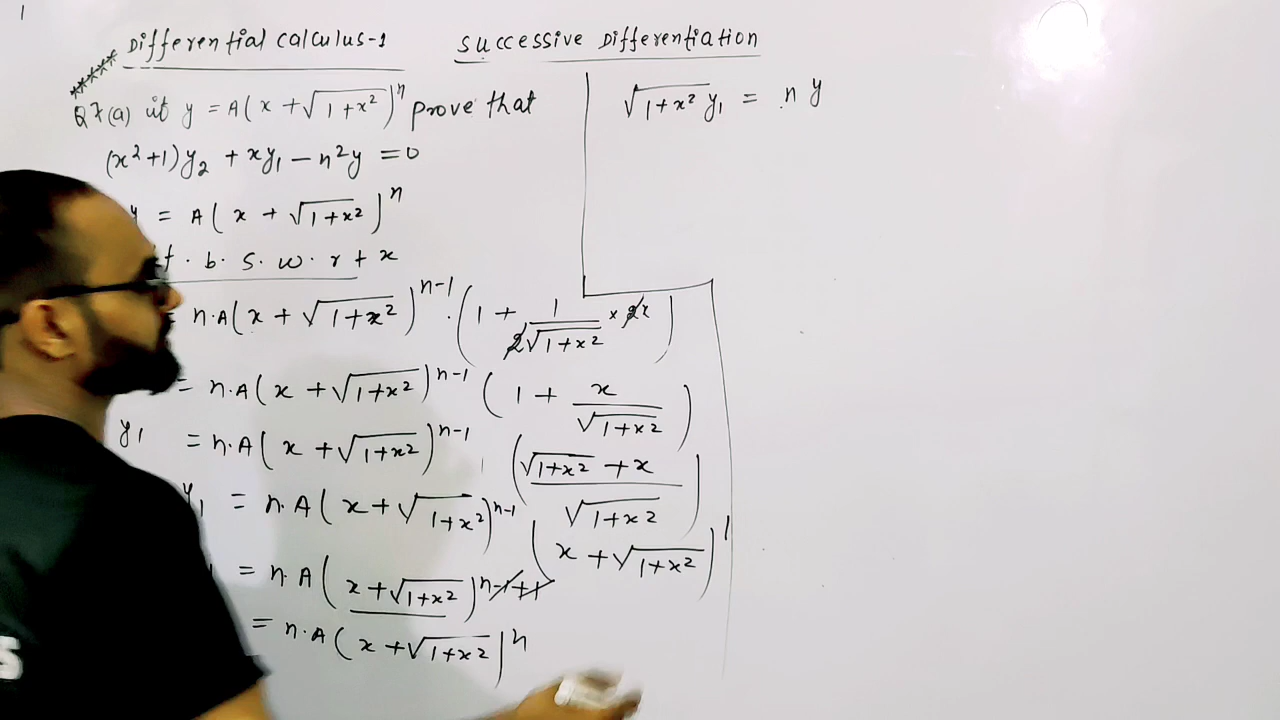 1
***** Differential Calculus-1 Successive Differentiation
Q7(a) if y = A(x + √(1+x²))ⁿ prove that
(x²+1)y₂ + xy₁ − n²y = 0
y = A(x + √(1+x²))ⁿ
f. b. s. w. r t x
= n·A(x + √(1+x²))ⁿ⁻¹ · (1 + 1/(2√(1+x²)) × 2x)
= n·A(x + √(1+x²))ⁿ⁻¹ (1 + x/√(1+x²))
y₁ = n·A(x + √(1+x²))ⁿ⁻¹ ((√(1+x²) + x)/√(1+x²))
y₁ = n·A(x + √(1+x²))ⁿ⁻¹ (x + √(1+x²))¹
= n·A(x + √(1+x²))ⁿ⁻¹⁺¹
= n·A(x + √(1+x²))ⁿ
√(1+x²) y₁ = n y
S